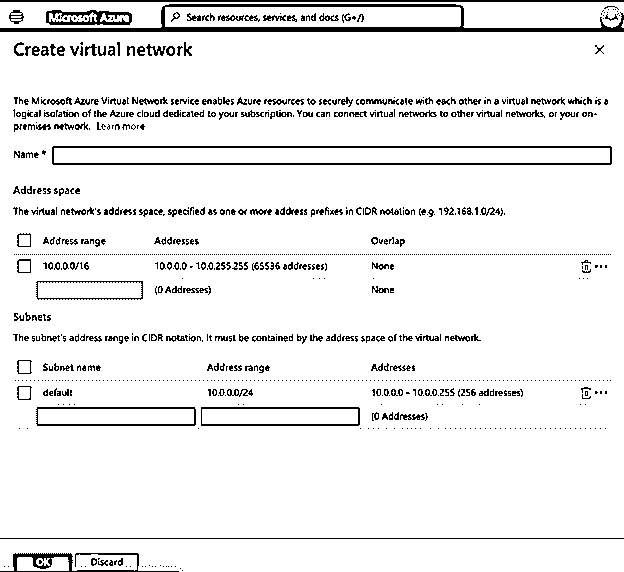 Microsoft Azure
Search resources, services, and docs (G+/)
Create virtual network
The Microsoft Azure Virtual Network service enables Azure resources to securely communicate with each other in a virtual network which is a
logical isolation of the Azure cloud dedicated to your subscription. You can connect virtual networks to other virtual networks, or your on-
premises network. Learn more
Name *
Address space
The virtual network's address space, specified as one or more address prefixes in CIDR notation (e.g. 192.168.1.0/24).
Address range Addresses Overlap
10.0.0.0/16 10.0.0.0 - 10.0.255.255 (65536 addresses) None
(0 Addresses) None
Subnets
The subnet's address range in CIDR notation. It must be contained by the address space of the virtual network.
Subnet name Address range Addresses
default 10.0.0.0/24 10.0.0.0 - 10.0.0.255 (256 addresses)
(0 Addresses)
OK Discard